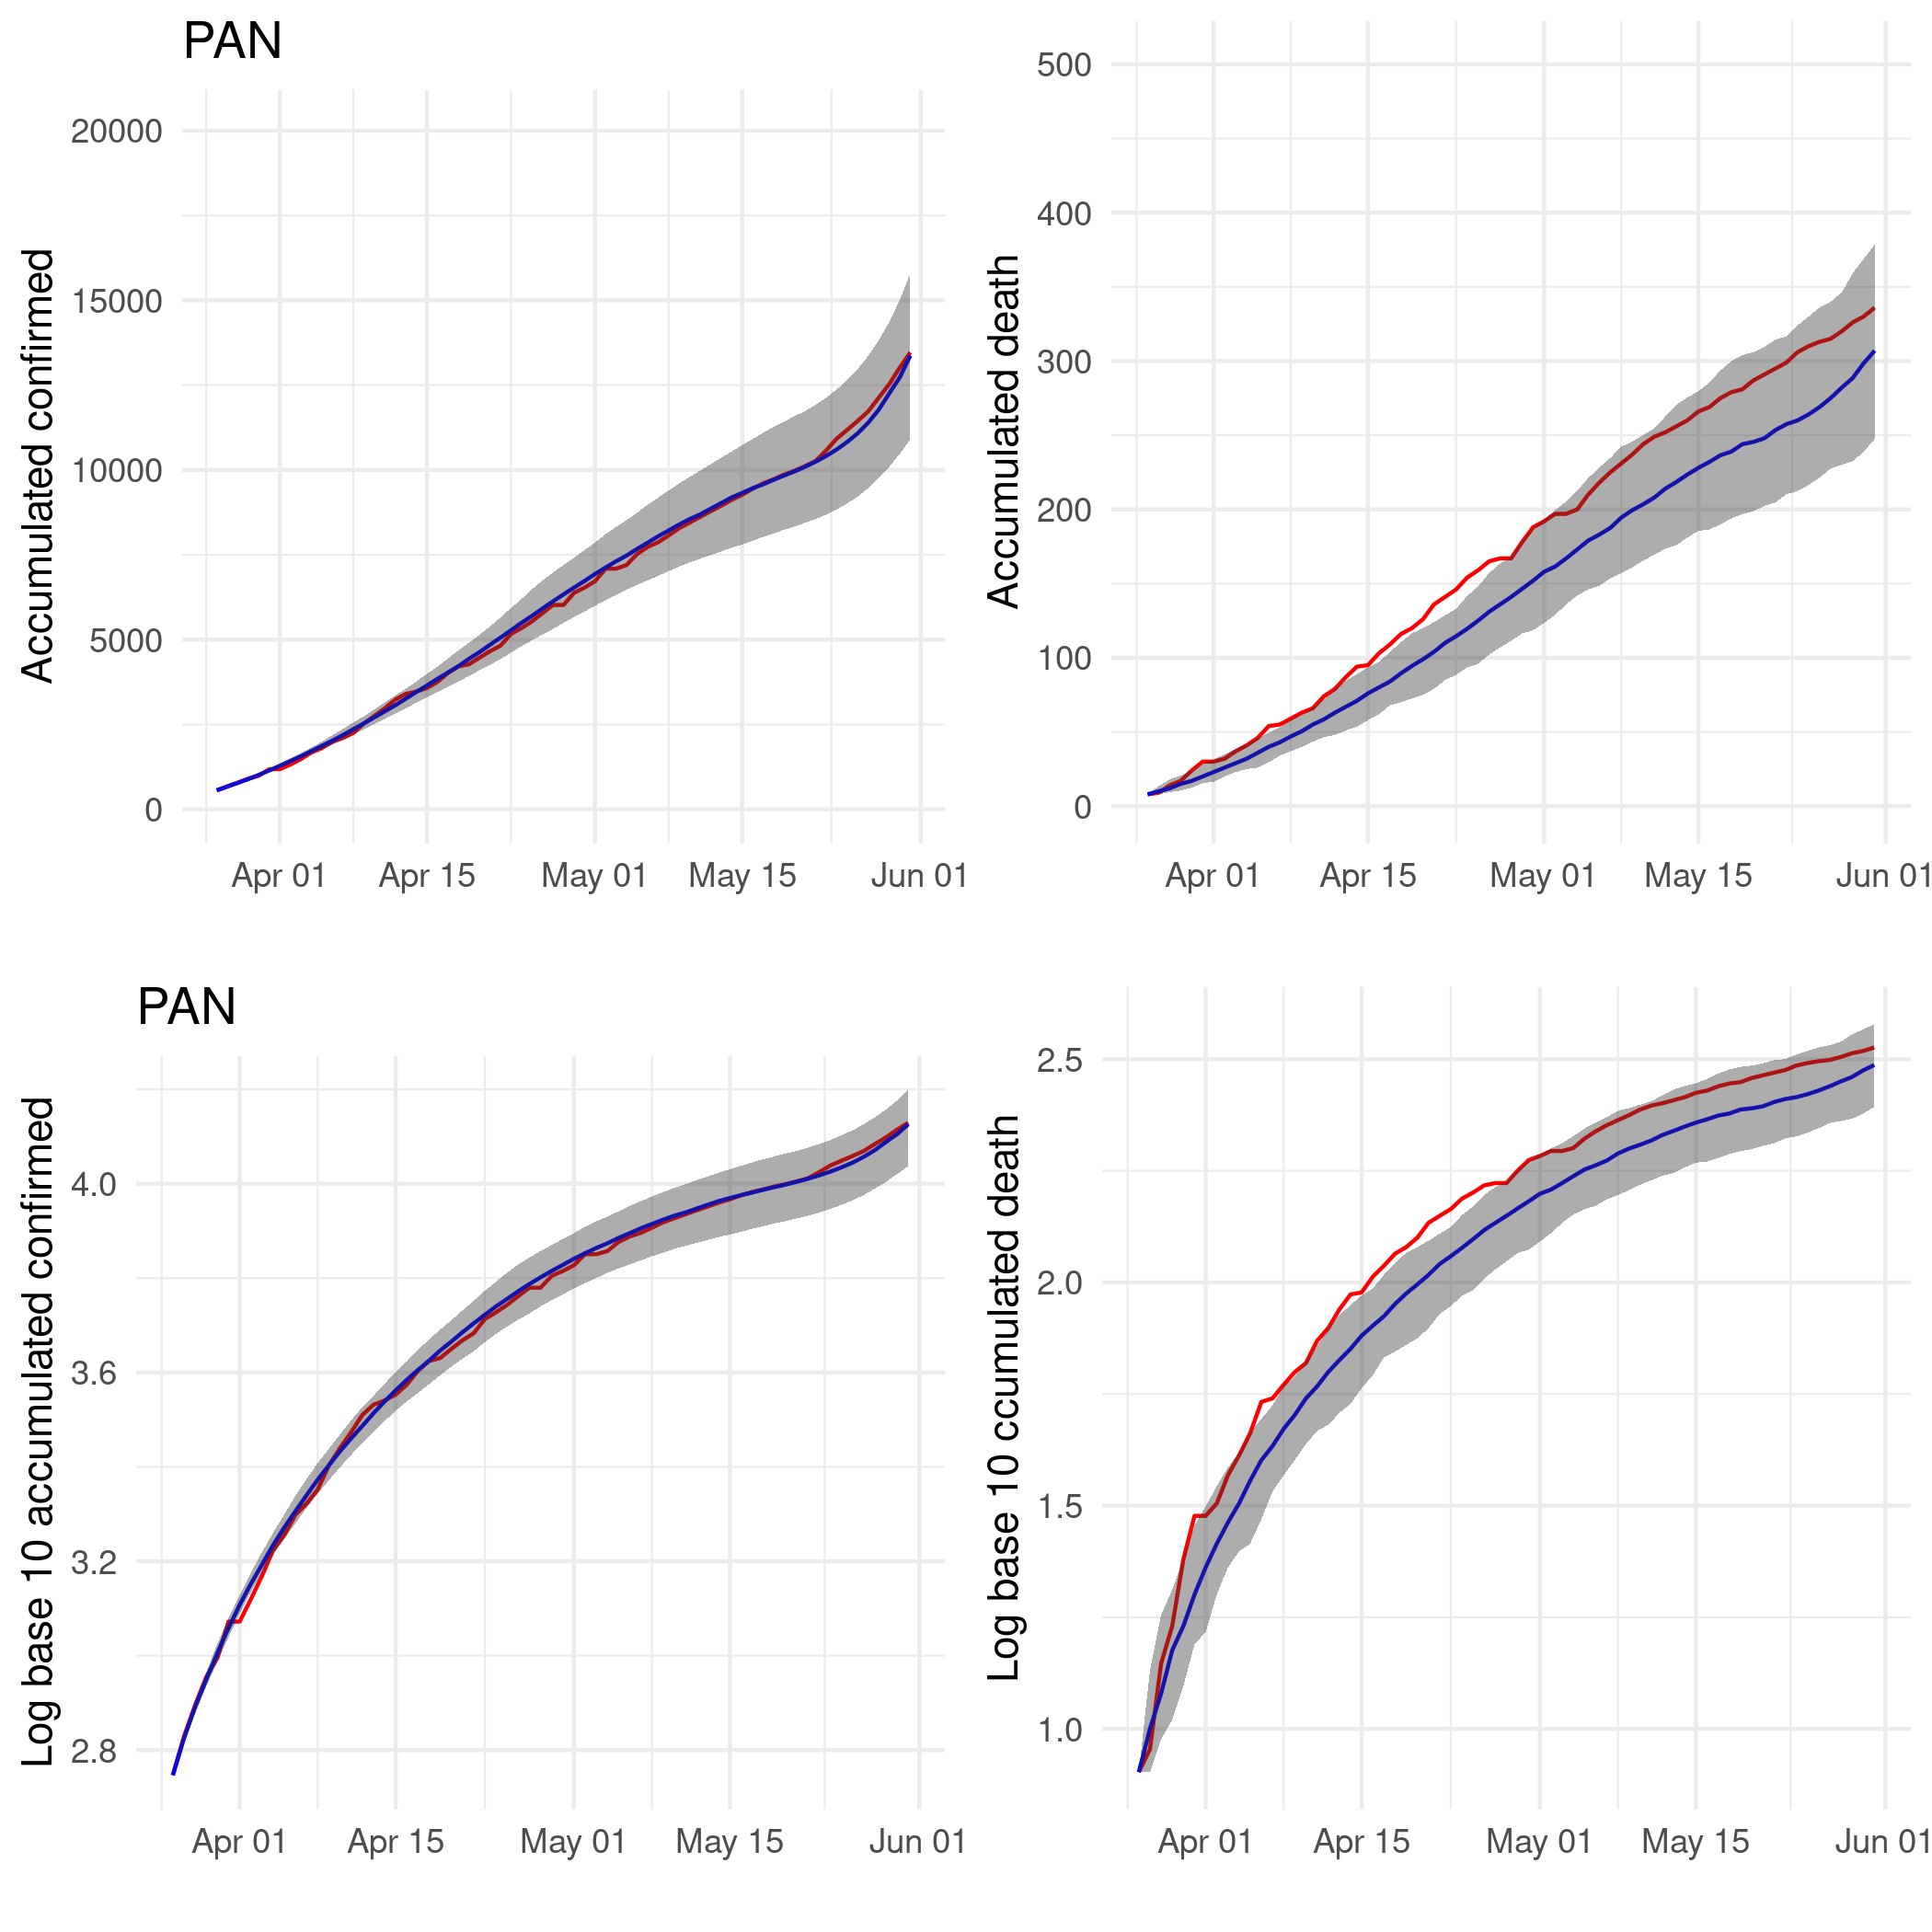 PAN
Accumulated confirmed
20000
15000
10000
5000
0
Apr 01 Apr 15 May 01 May 15 Jun 01
Accumulated death
500
400
300
200
100
0
Apr 01 Apr 15 May 01 May 15 Jun 01
PAN
Log base 10 accumulated confirmed
4.0
3.6
3.2
2.8
Apr 01 Apr 15 May 01 May 15 Jun 01
Log base 10 ccumulated death
2.5
2.0
1.5
1.0
Apr 01 Apr 15 May 01 May 15 Jun 01